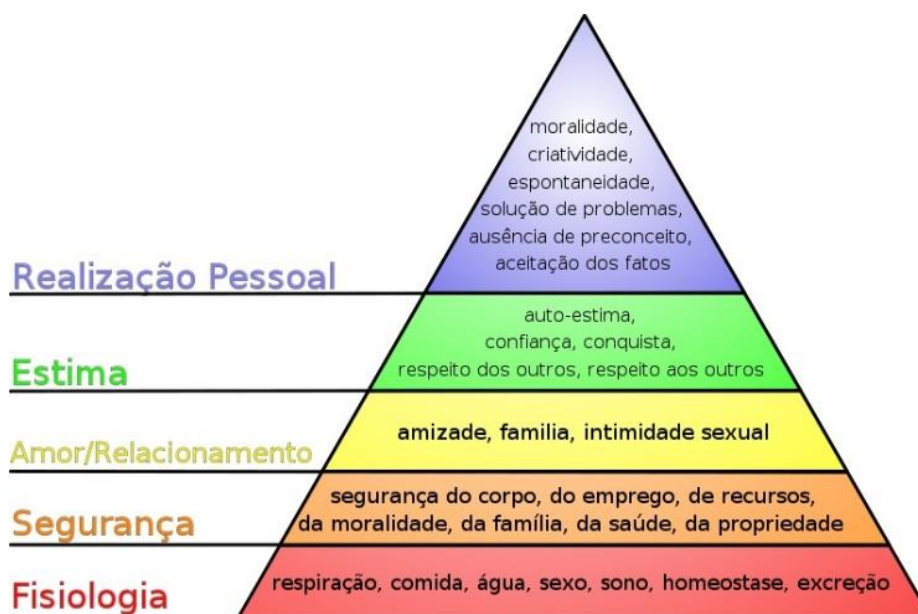 moralidade,
criatividade,
espontaneidade,
solução de problemas,
ausência de preconceito,
aceitação dos fatos
Realização Pessoal
auto-estima,
confiança, conquista,
respeito dos outros, respeito aos outros
Estima
amizade, familia, intimidade sexual
Amor/Relacionamento
segurança do corpo, do emprego, de recursos,
da moralidade, da família, da saúde, da propriedade
Segurança
respiração, comida, água, sexo, sono, homeostase, excreção
Fisiologia